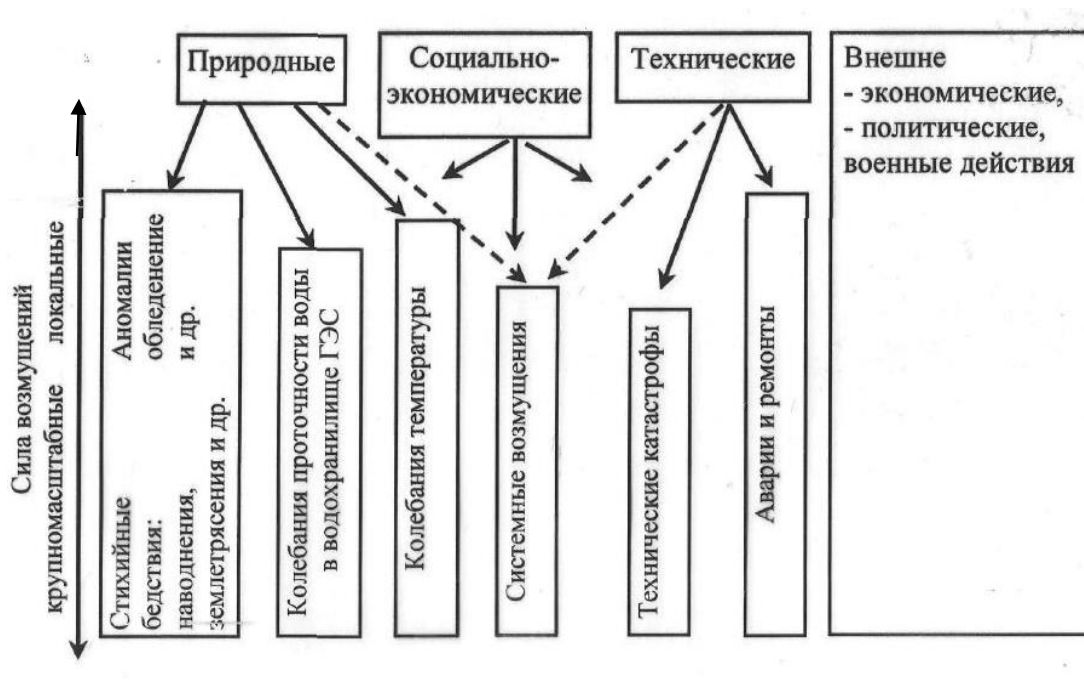 Природные
Социально-
экономические
Технические
Внешне
- экономические,
- политические,
военные действия
Сила возмущений
крупномасштабные локальные
Стихийные
бедствия:
наводнения,
землетрясения и др.
Аномалии
обледенение
и др.
Колебания проточности воды
в водохранилище ГЭС
Колебания температуры
Системные возмущения
Технические катастрофы
Аварии и ремонты